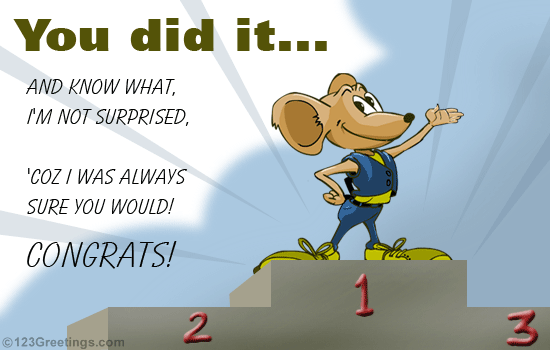 You did it...
AND KNOW WHAT,
I'M NOT SURPRISED,
'COZ I WAS ALWAYS
SURE YOU WOULD!
CONGRATS!
1
2
3
©123Greetings.com